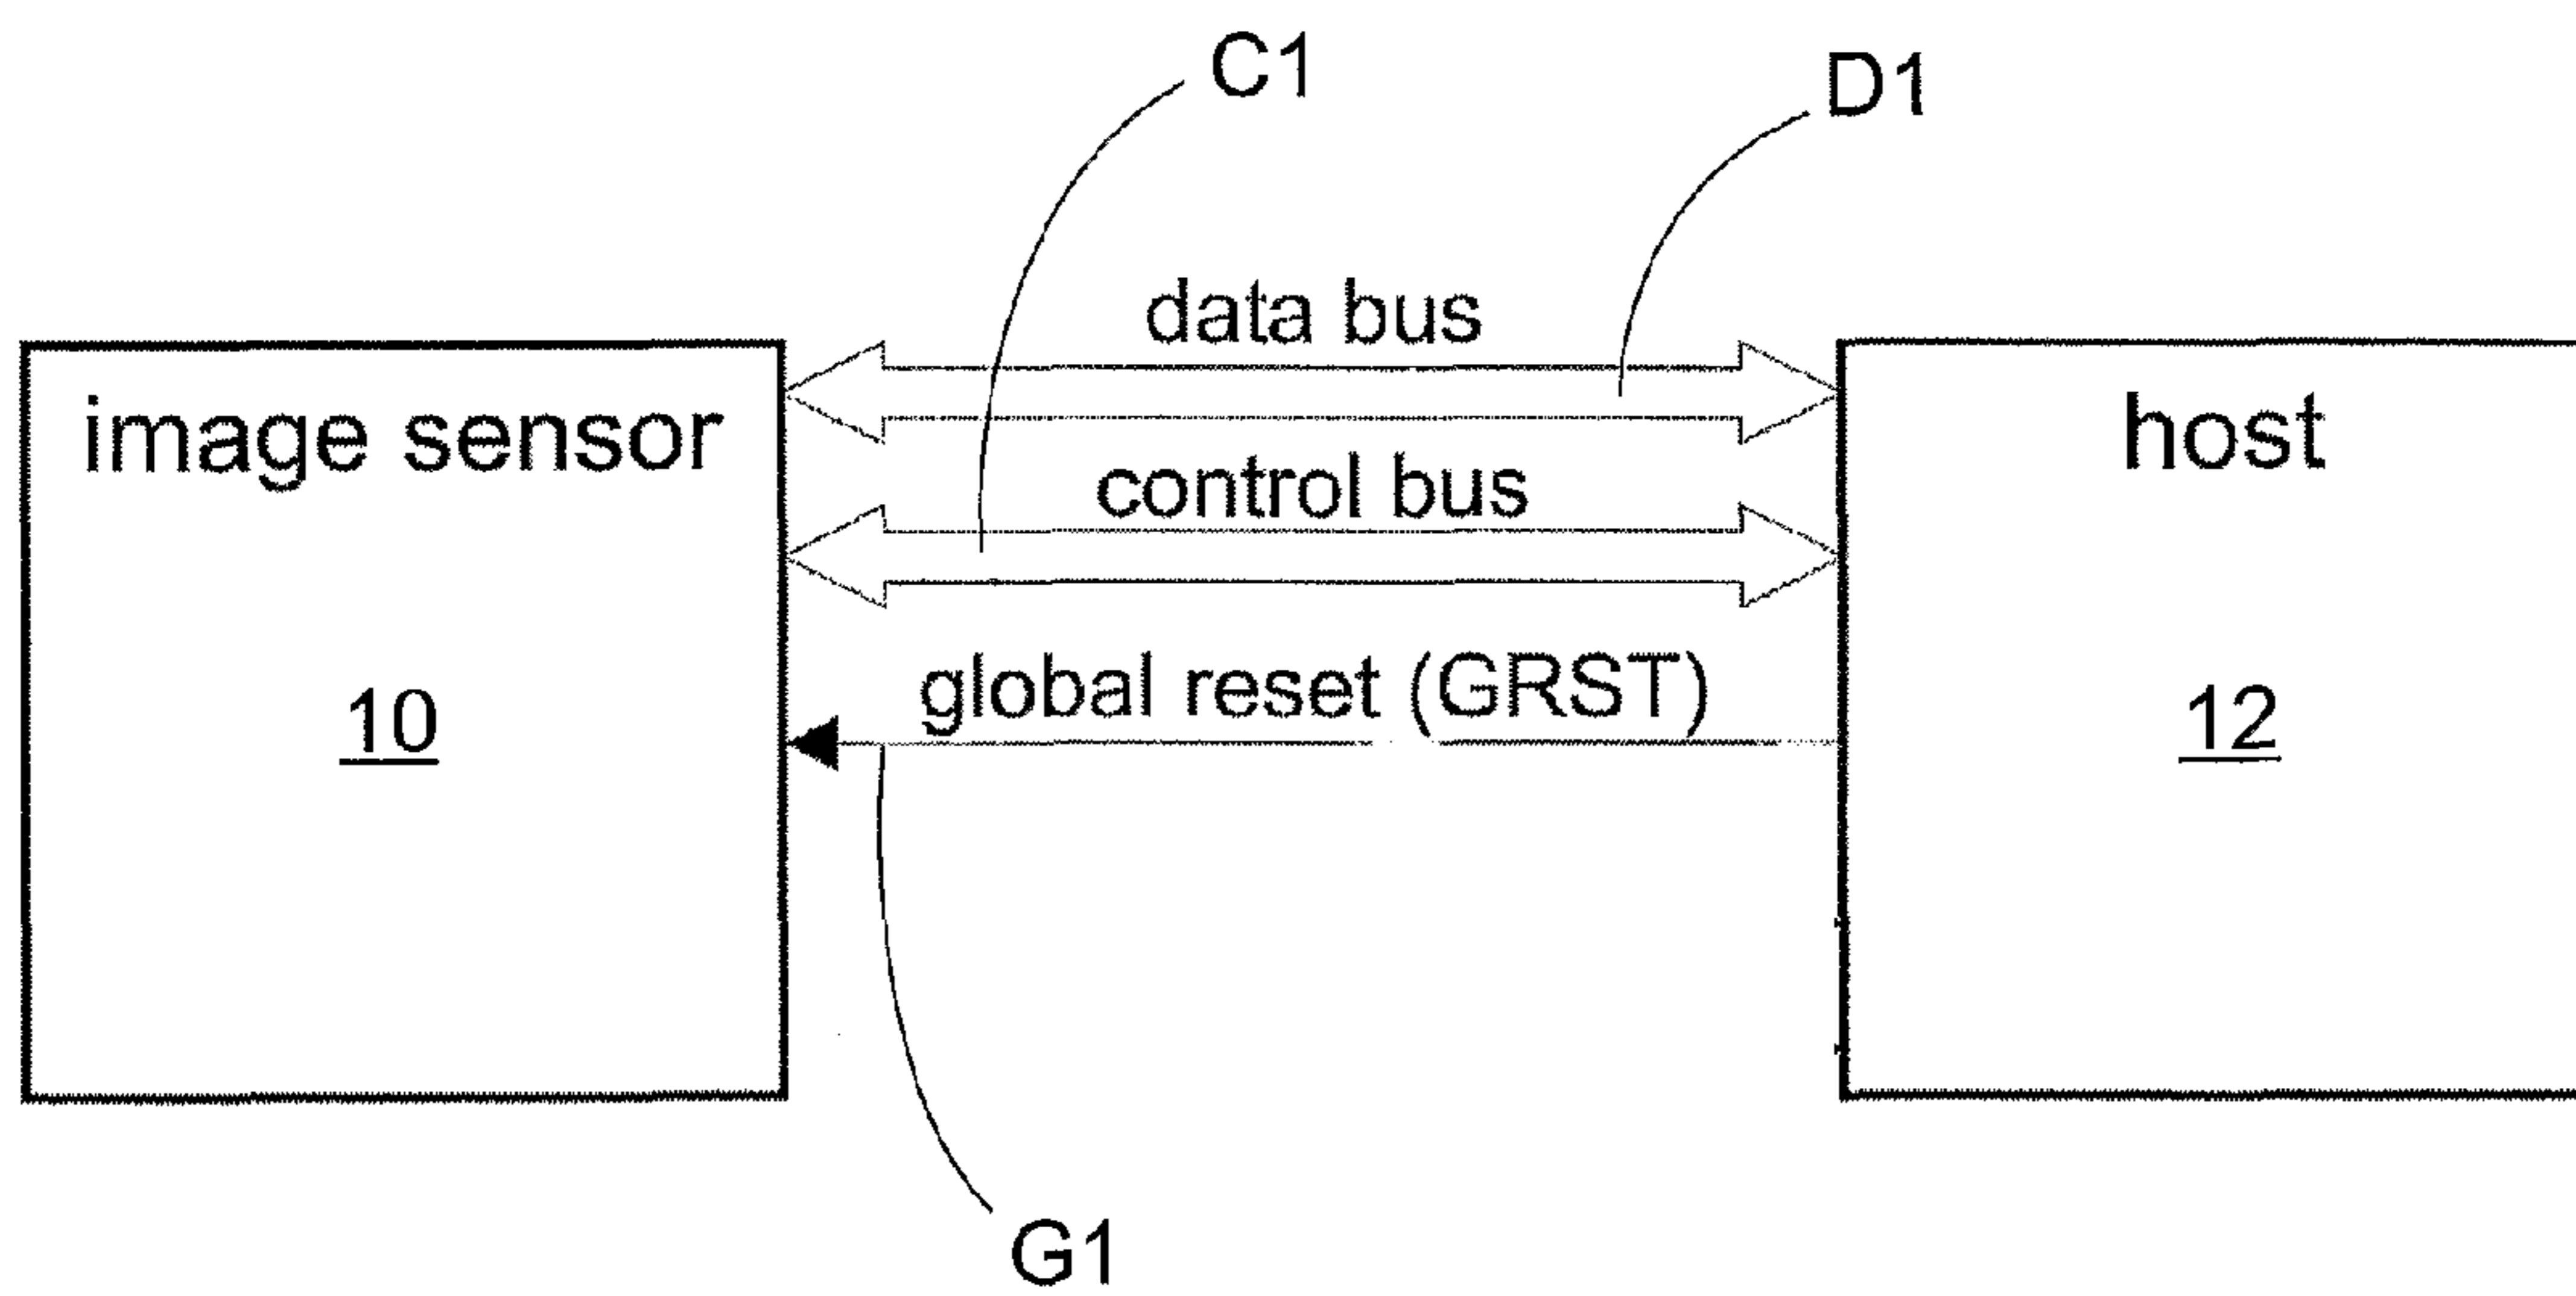 C1
D1
data bus
image sensor
host
control bus
global reset (GRST)
10
12
G1